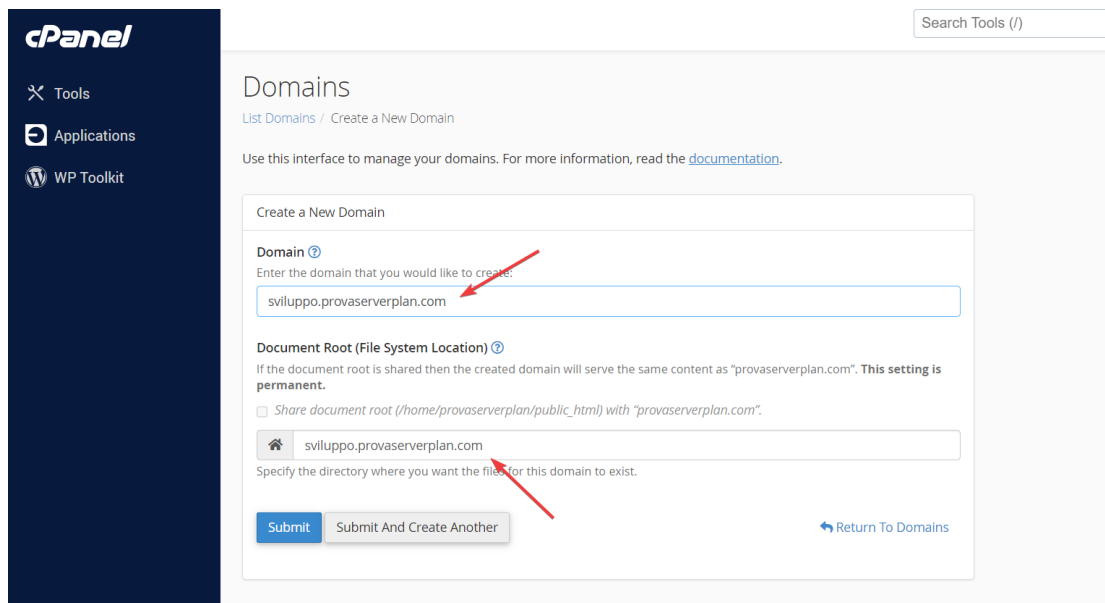 cPanel
Search Tools (/)
Tools
Applications
WP Toolkit
Domains
List Domains / Create a New Domain
Use this interface to manage your domains. For more information, read the documentation.
Create a New Domain
Domain
Enter the domain that you would like to create:
sviluppo.provaserverplan.com
Document Root (File System Location)
If the document root is shared then the created domain will serve the same content as “provaserverplan.com”. This setting is
permanent.
Share document root (/home/provaserverplan/public_html) with “provaserverplan.com”.
sviluppo.provaserverplan.com
Specify the directory where you want the files for this domain to exist.
Submit
Submit And Create Another
Return To Domains